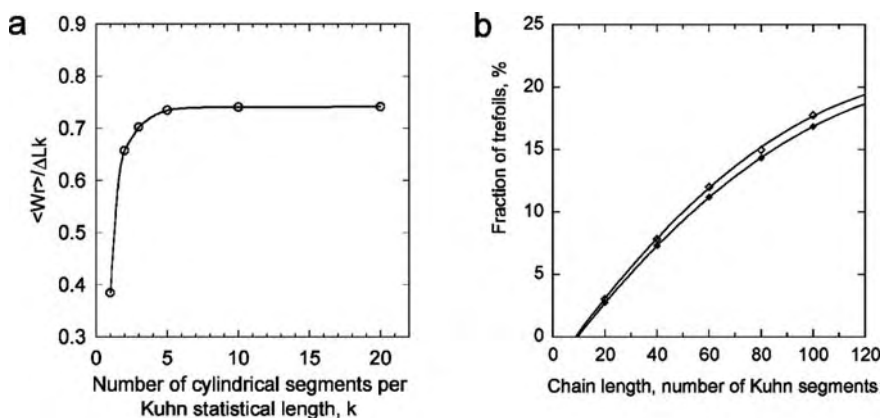 a
0.9
0.8
0.7
0.6
0.5
0.4
0.3
<Wr>/ΔLk
0 5 10 15 20
Number of cylindrical segments per
Kuhn statistical length, k
b
25
20
15
10
5
0
Fraction of trefoils, %
0 20 40 60 80 100 120
Chain length, number of Kuhn segments